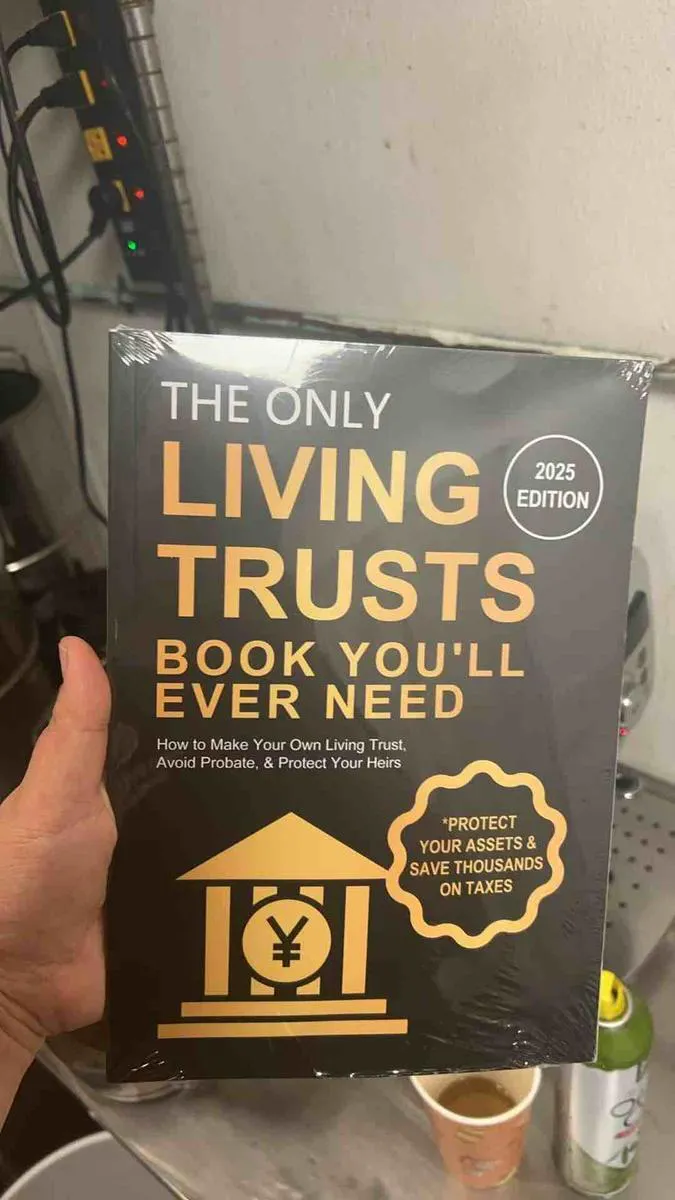 THE ONLY
LIVING
TRUSTS
2025
EDITION
BOOK YOU'LL
EVER NEED
How to Make Your Own Living Trust,
Avoid Probate, & Protect Your Heirs
*PROTECT
YOUR ASSETS &
SAVE THOUSANDS
ON TAXES
¥